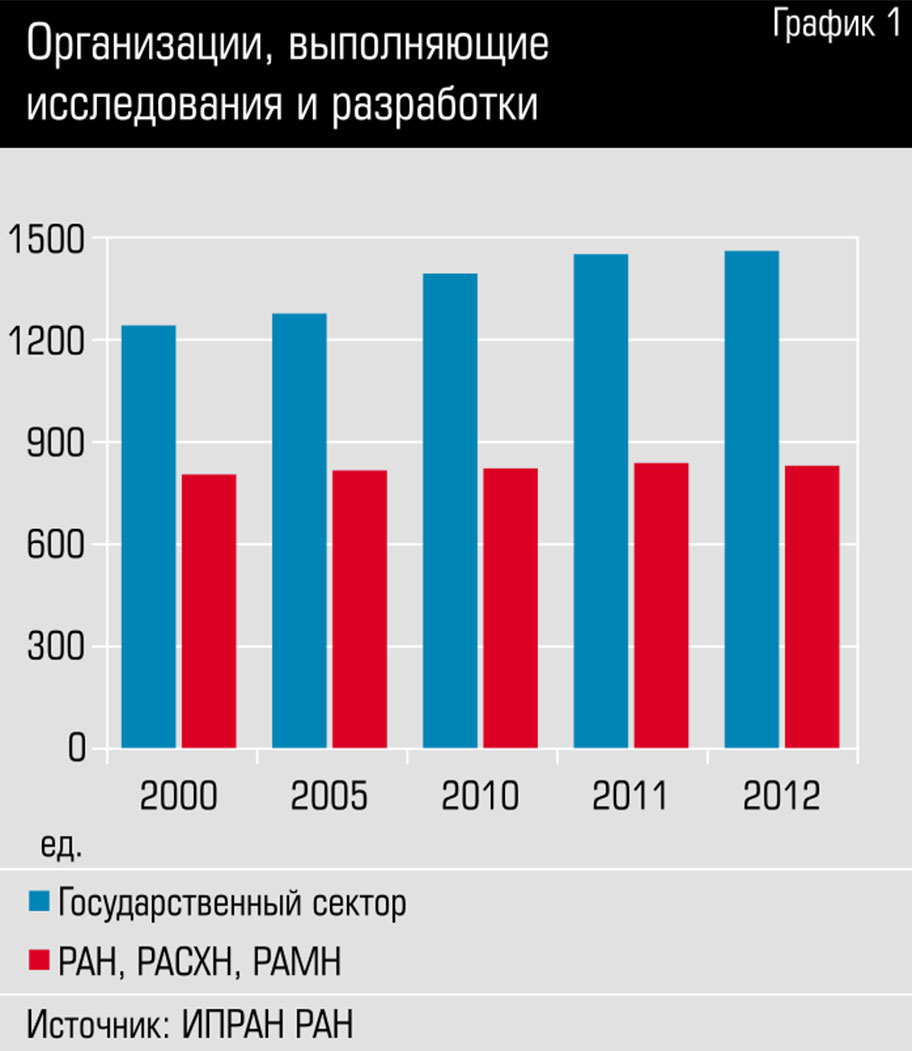 График 1
Организации, выполняющие
исследования и разработки
1500
1200
900
600
300
0
2000 2005 2010 2011 2012
ед.
Государственный сектор
РАН, РАСХН, РАМН
Источник: ИПРАН РАН